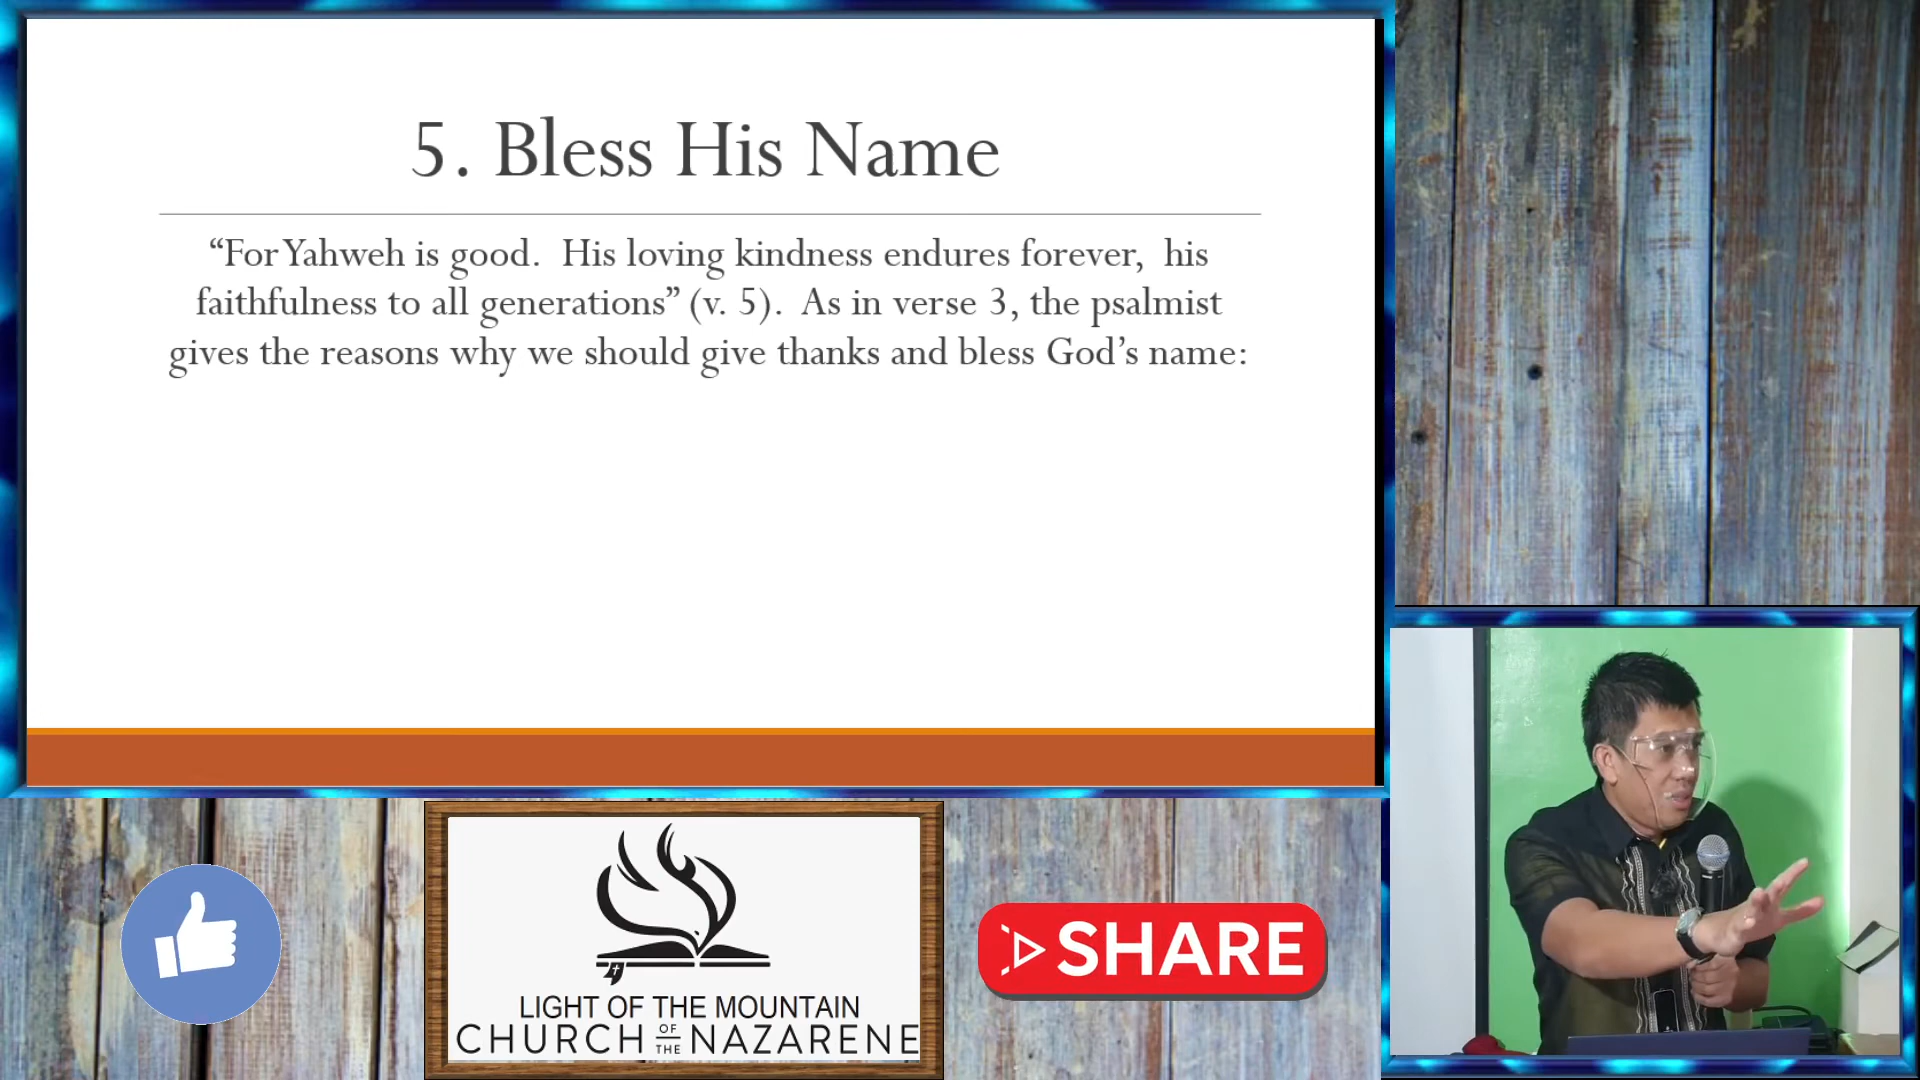 5. Bless His Name
“For Yahweh is good.  His loving kindness endures forever,  his
faithfulness to all generations” (v. 5).  As in verse 3, the psalmist
gives the reasons why we should give thanks and bless God’s name:
LIGHT OF THE MOUNTAIN
CHURCH OF THE NAZARENE
SHARE